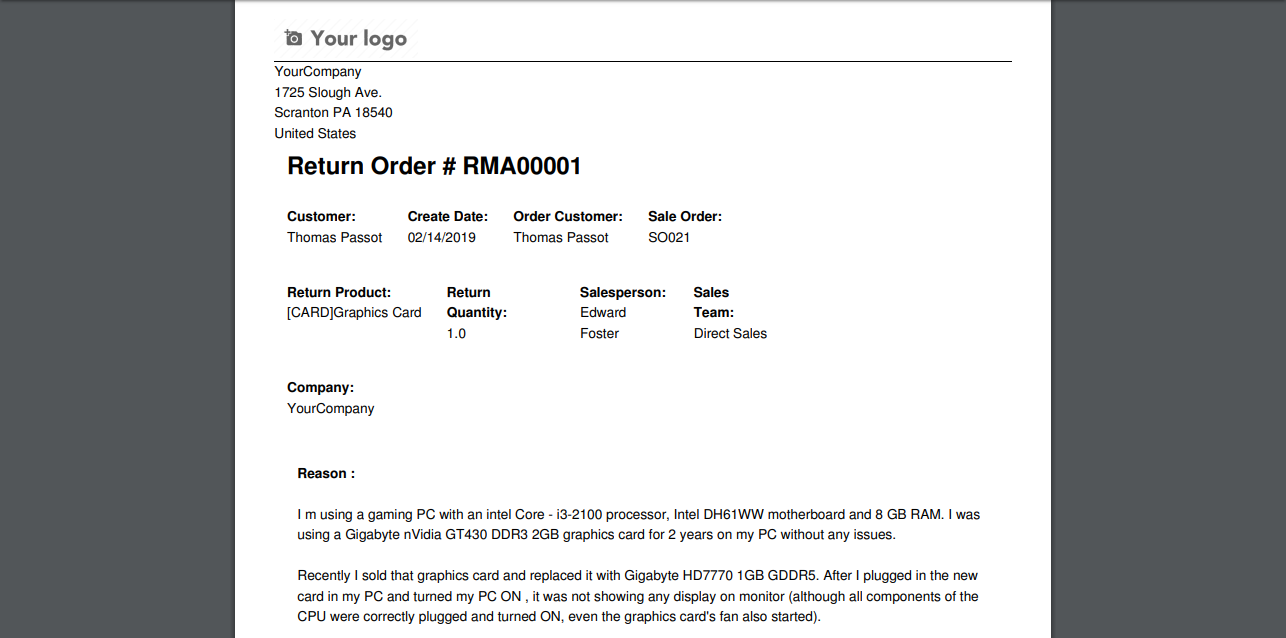 Your logo
YourCompany
1725 Slough Ave.
Scranton PA 18540
United States
Return Order # RMA00001
Customer: Create Date: Order Customer: Sale Order:
Thomas Passot 02/14/2019 Thomas Passot SO021
Return Product: Return Salesperson: Sales
[CARD]Graphics Card Quantity: Edward Team:
1.0 Foster Direct Sales
Company:
YourCompany
Reason :
I m using a gaming PC with an intel Core - i3-2100 processor, Intel DH61WW motherboard and 8 GB RAM. I was
using a Gigabyte nVidia GT430 DDR3 2GB graphics card for 2 years on my PC without any issues.
Recently I sold that graphics card and replaced it with Gigabyte HD7770 1GB GDDR5. After I plugged in the new
card in my PC and turned my PC ON , it was not showing any display on monitor (although all components of the
CPU were correctly plugged and turned ON, even the graphics card's fan also started).